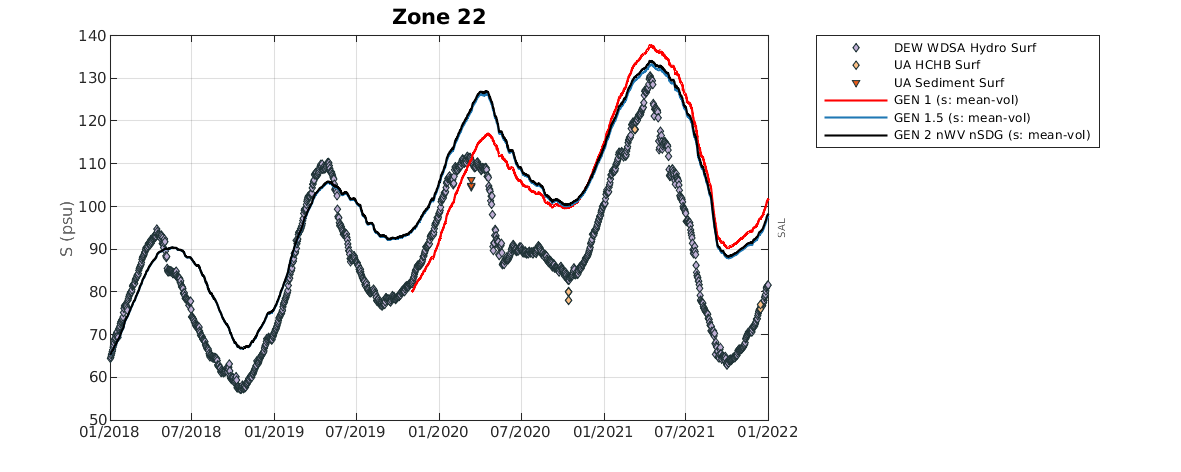 Zone 22
140
130
120
110
100
90
80
70
60
50
S (psu)
01/2018
07/2018
01/2019
07/2019
01/2020
07/2020
01/2021
07/2021
01/2022
SAL
DEW WDSA Hydro Surf
UA HCHB Surf
UA Sediment Surf
GEN 1 (s: mean-vol)
GEN 1.5 (s: mean-vol)
GEN 2 nWV nSDG (s: mean-vol)